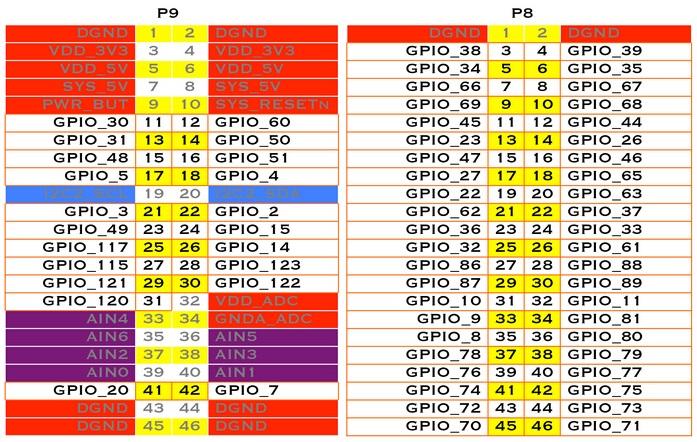 P9 P8
DGND 1 2 DGND DGND 1 2 DGND
VDD_3V3 3 4 VDD_3V3 GPIO_38 3 4 GPIO_39
VDD_5V 5 6 VDD_5V GPIO_34 5 6 GPIO_35
SYS_5V 7 8 SYS_5V GPIO_66 7 8 GPIO_67
PWR_BUT 9 10 SYS_RESETN GPIO_69 9 10 GPIO_68
GPIO_30 11 12 GPIO_60 GPIO_45 11 12 GPIO_44
GPIO_31 13 14 GPIO_50 GPIO_23 13 14 GPIO_26
GPIO_48 15 16 GPIO_51 GPIO_47 15 16 GPIO_46
GPIO_5 17 18 GPIO_4 GPIO_27 17 18 GPIO_65
I2C2_SCL 19 20 I2C2_SDA GPIO_22 19 20 GPIO_63
GPIO_3 21 22 GPIO_2 GPIO_62 21 22 GPIO_37
GPIO_49 23 24 GPIO_15 GPIO_36 23 24 GPIO_33
GPIO_117 25 26 GPIO_14 GPIO_32 25 26 GPIO_61
GPIO_115 27 28 GPIO_123 GPIO_86 27 28 GPIO_88
GPIO_121 29 30 GPIO_122 GPIO_87 29 30 GPIO_89
GPIO_120 31 32 VDD_ADC GPIO_10 31 32 GPIO_11
AIN4 33 34 GNDA_ADC GPIO_9 33 34 GPIO_81
AIN6 35 36 AIN5 GPIO_8 35 36 GPIO_80
AIN2 37 38 AIN3 GPIO_78 37 38 GPIO_79
AIN0 39 40 AIN1 GPIO_76 39 40 GPIO_77
GPIO_20 41 42 GPIO_7 GPIO_74 41 42 GPIO_75
DGND 43 44 DGND GPIO_72 43 44 GPIO_73
DGND 45 46 DGND GPIO_70 45 46 GPIO_71